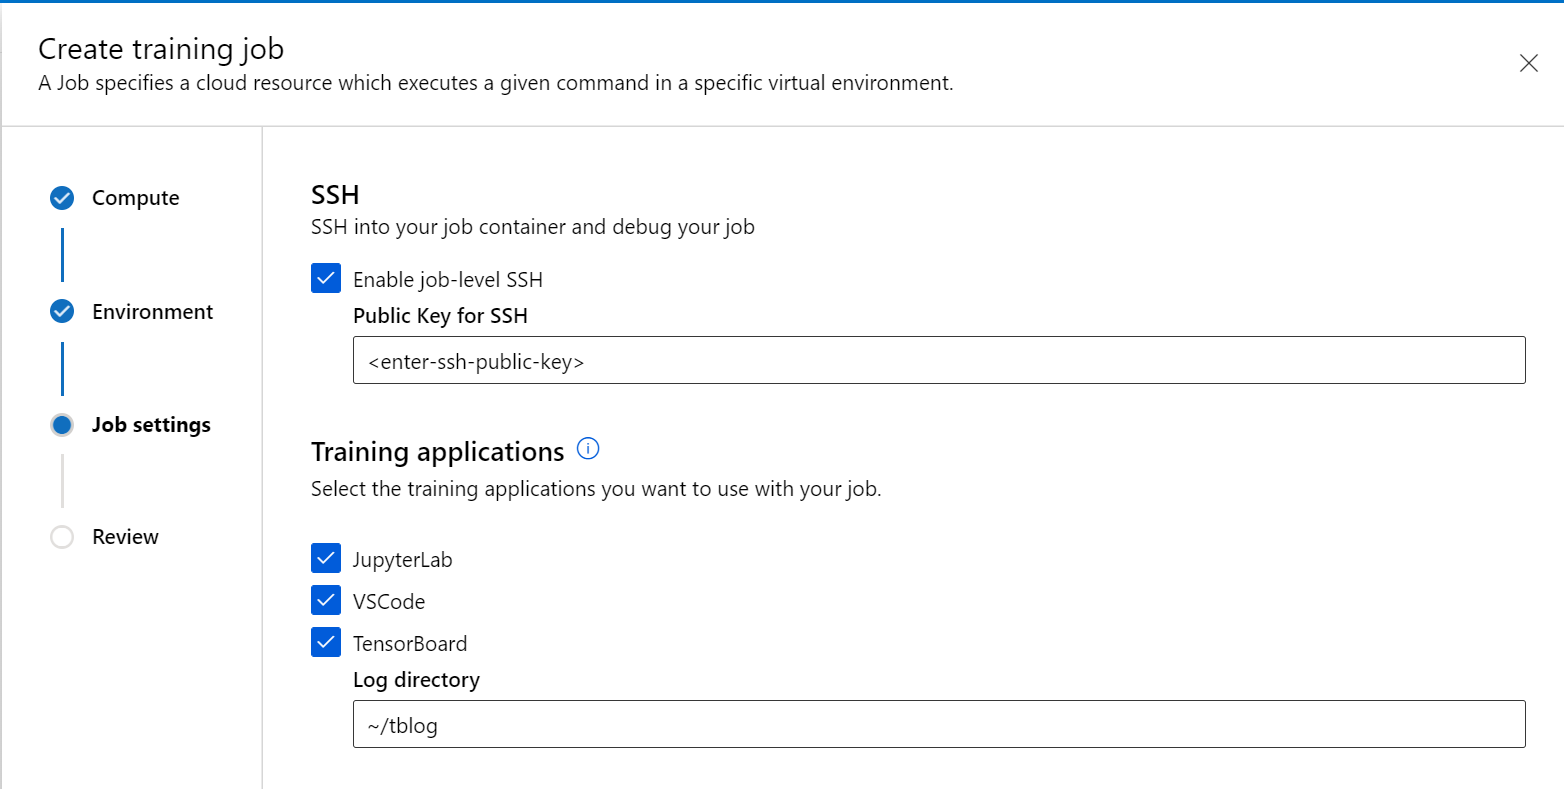 Create training job
A Job specifies a cloud resource which executes a given command in a specific virtual environment.
Compute
Environment
Job settings
Review
SSH
SSH into your job container and debug your job
Enable job-level SSH
Public Key for SSH
<enter-ssh-public-key>
Training applications
Select the training applications you want to use with your job.
JupyterLab
VSCode
TensorBoard
Log directory
~/tblog